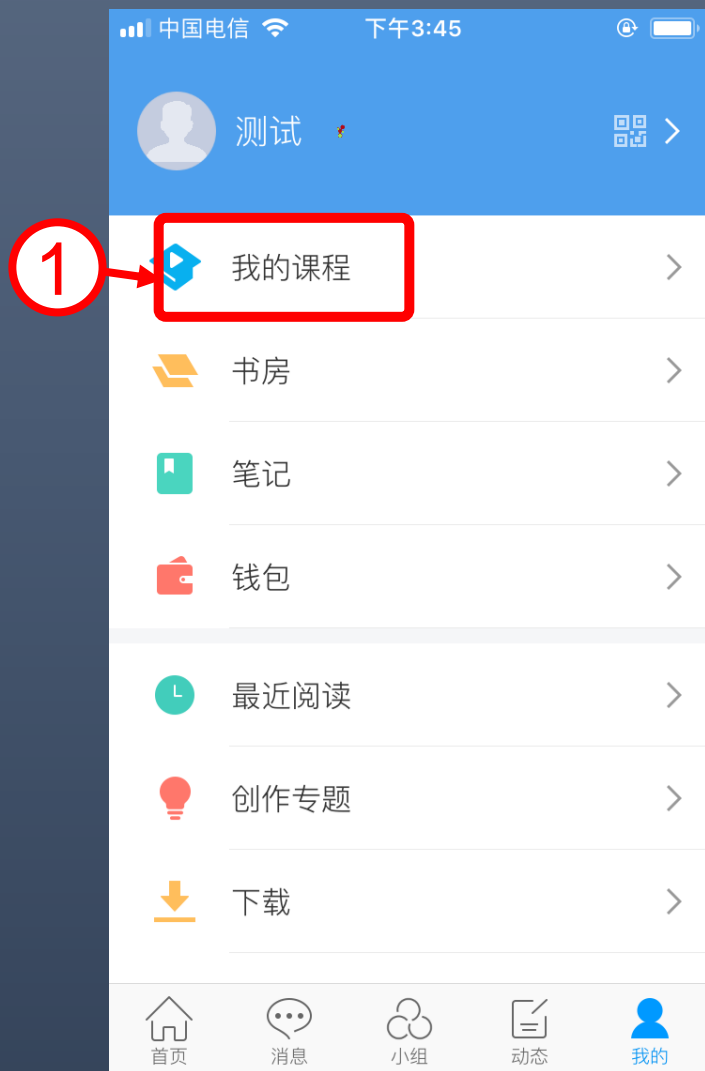 中国电信 下午3:45
测试
1
我的课程
书房
笔记
钱包
最近阅读
创作专题
下载
首页 消息 小组 动态 我的